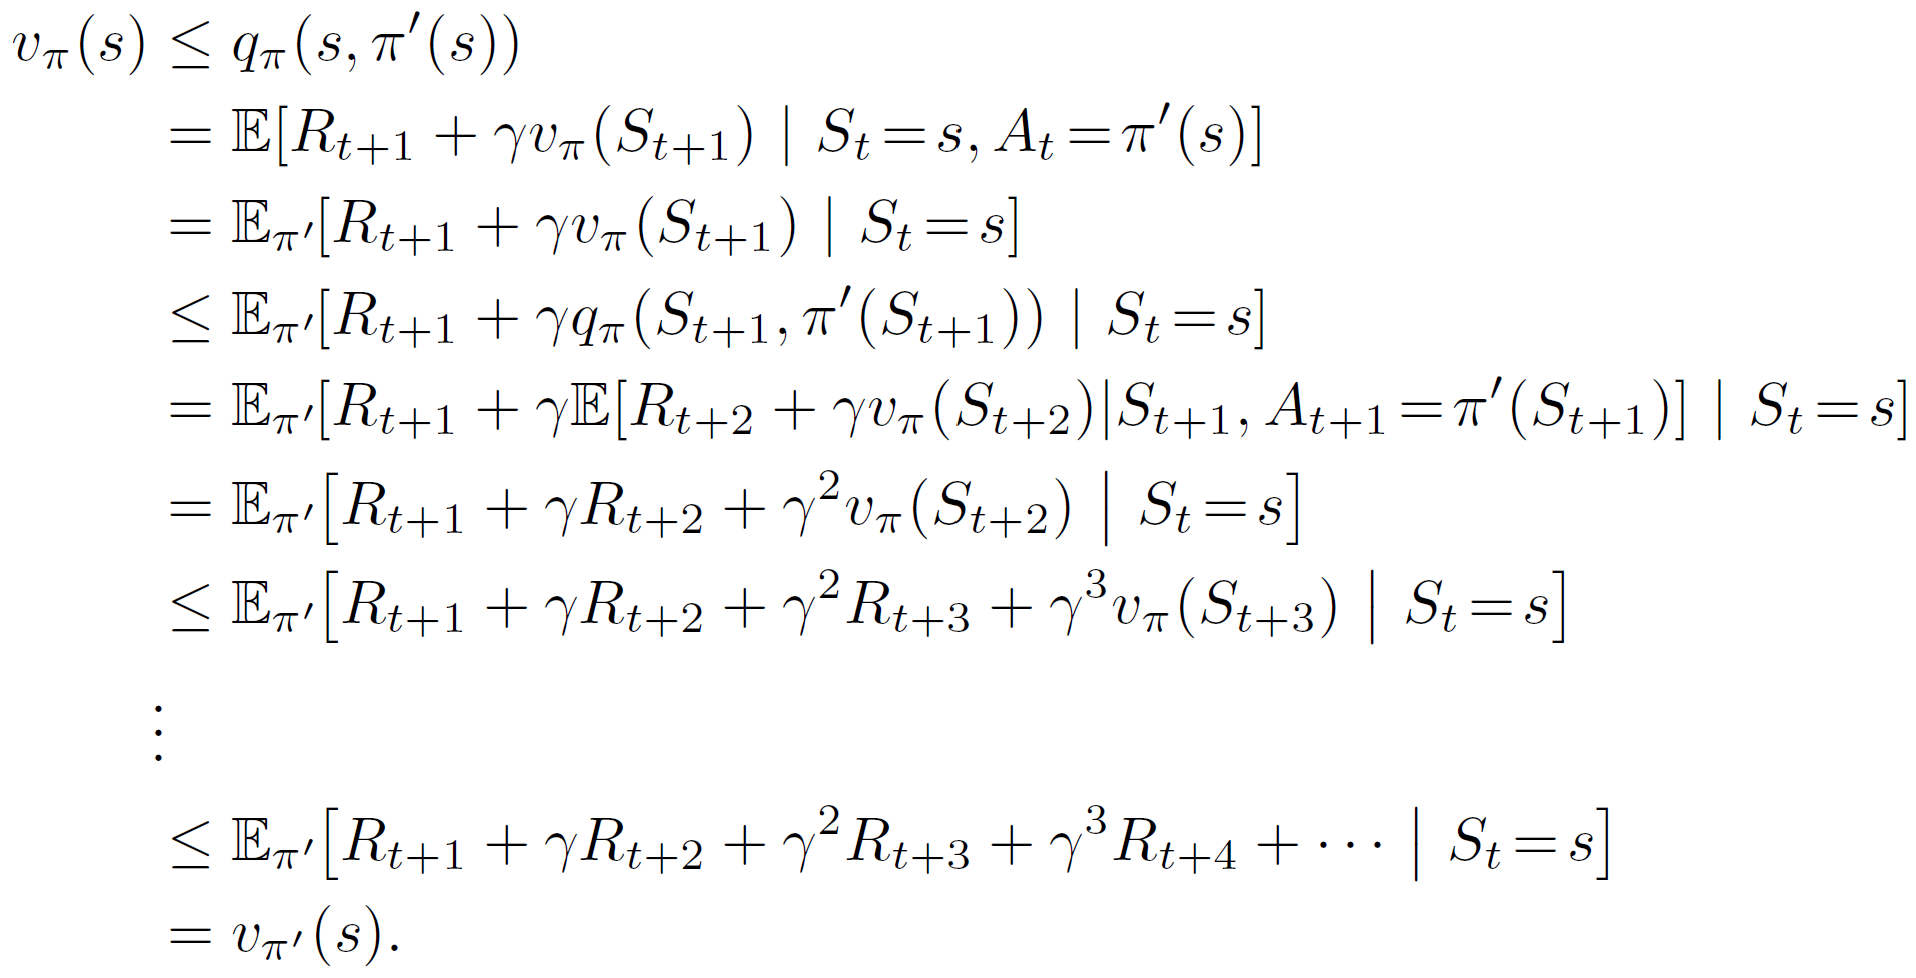 v_π(s) ≤ q_π(s, π′(s))
= 𝔼[R_{t+1} + γv_π(S_{t+1}) | S_t = s, A_t = π′(s)]
= 𝔼_{π′}[R_{t+1} + γv_π(S_{t+1}) | S_t = s]
≤ 𝔼_{π′}[R_{t+1} + γq_π(S_{t+1}, π′(S_{t+1})) | S_t = s]
= 𝔼_{π′}[R_{t+1} + γ𝔼[R_{t+2} + γv_π(S_{t+2})|S_{t+1}, A_{t+1} = π′(S_{t+1})] | S_t = s]
= 𝔼_{π′}[R_{t+1} + γR_{t+2} + γ²v_π(S_{t+2}) | S_t = s]
≤ 𝔼_{π′}[R_{t+1} + γR_{t+2} + γ²R_{t+3} + γ³v_π(S_{t+3}) | S_t = s]
⋮
≤ 𝔼_{π′}[R_{t+1} + γR_{t+2} + γ²R_{t+3} + γ³R_{t+4} + ⋯ | S_t = s]
= v_{π′}(s).